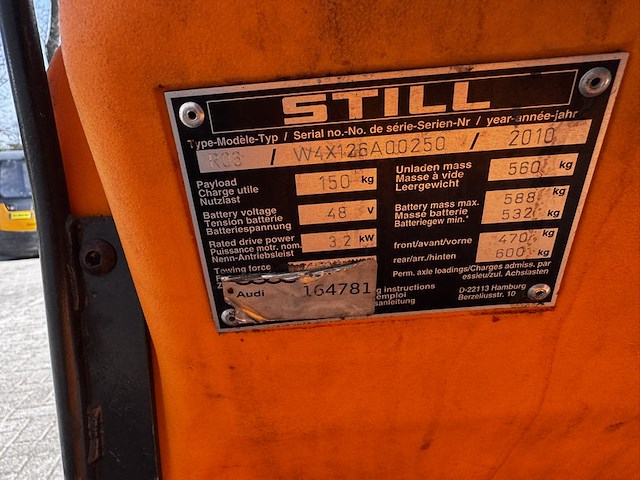 STILL
Type-Modèle-Typ / Serial no.-No. de série-Serien-Nr / year-année-jahr
/ W4X126A00250 / 2010
Payload
Charge utile
Nutzlast
150 kg
Battery voltage
Tension batterie
Batteriespannung
48 V
Rated drive power
Puissance motr. nom.
Nenn-Antriebsleist.
3.2 kW
Towing force
Unladen mass
Masse à vide
Leergewicht
560 kg
Battery mass max.
Masse batterie
Batteriegew min.*
588 kg
532 kg
front/avant/vorne
470 kg
rear/arr./hinten
600 kg
Perm. axle loadings/Charges admiss. par
essieu/zul. Achslasten
Audi 164781
g instructions
D-22113 Hamburg
Berzeliusstr. 10